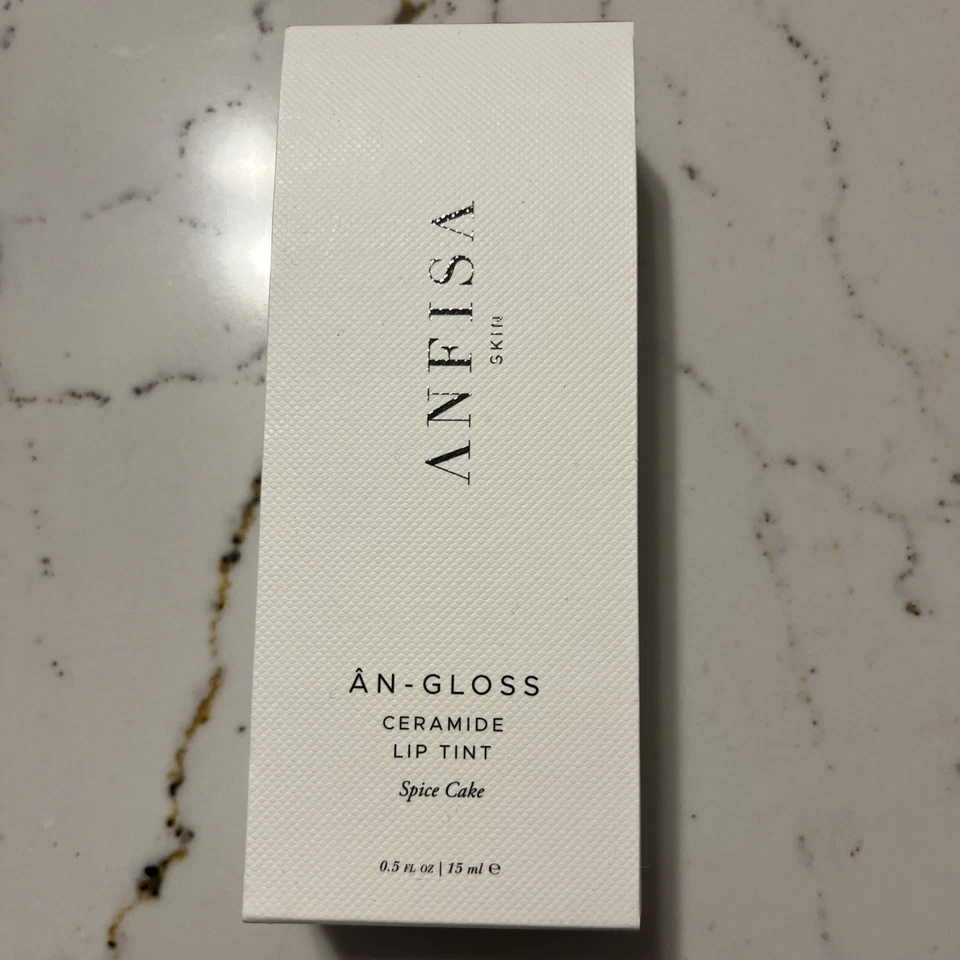 ANFISA
SKIN
ÂN-GLOSS
CERAMIDE
LIP TINT
Spice Cake
0.5 FL OZ | 15 ml ℮